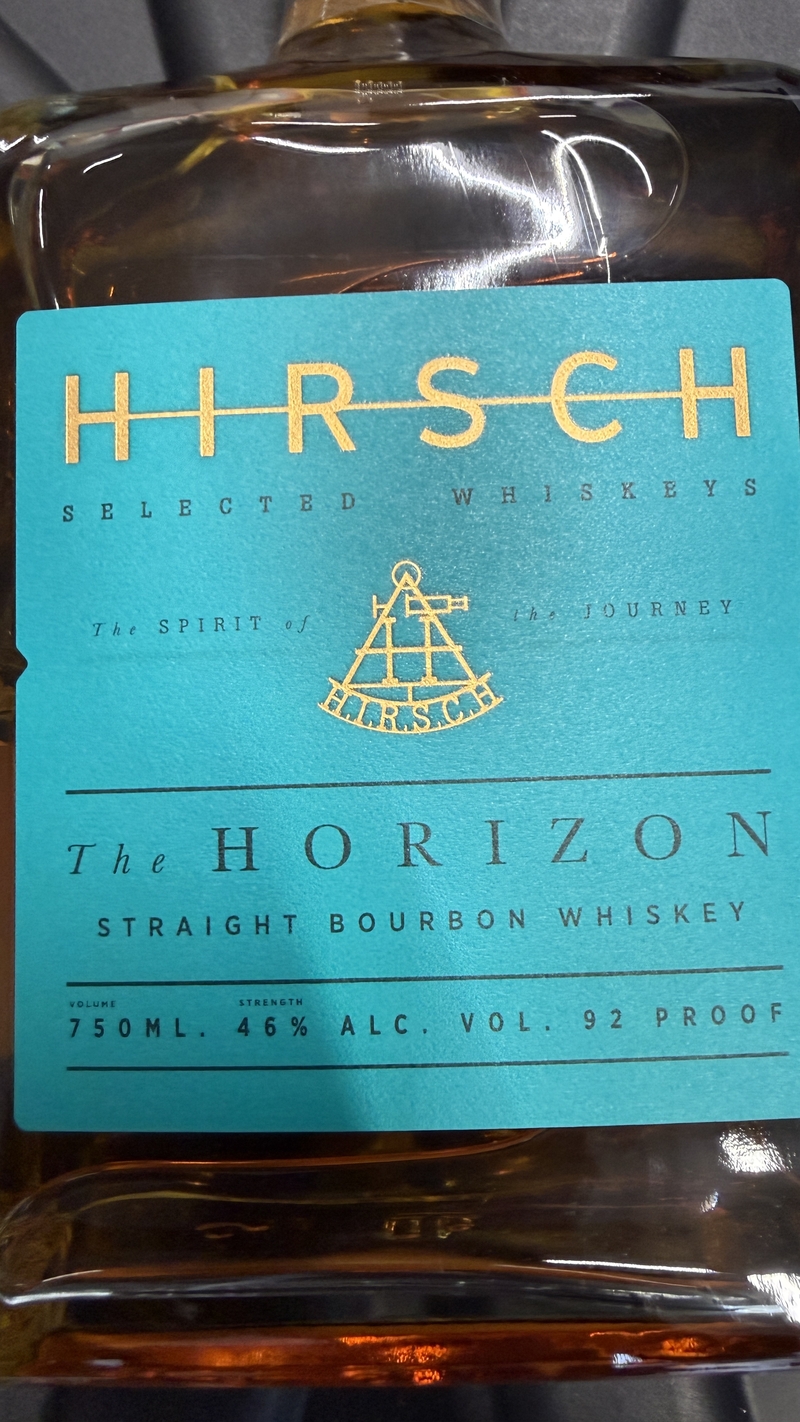 HIRSCH
SELECTED WHISKEYS
The SPIRIT of the JOURNEY
H.I.R.S.C.H
The HORIZON
STRAIGHT BOURBON WHISKEY
VOLUME STRENGTH
750ML. 46% ALC. VOL. 92 PROOF